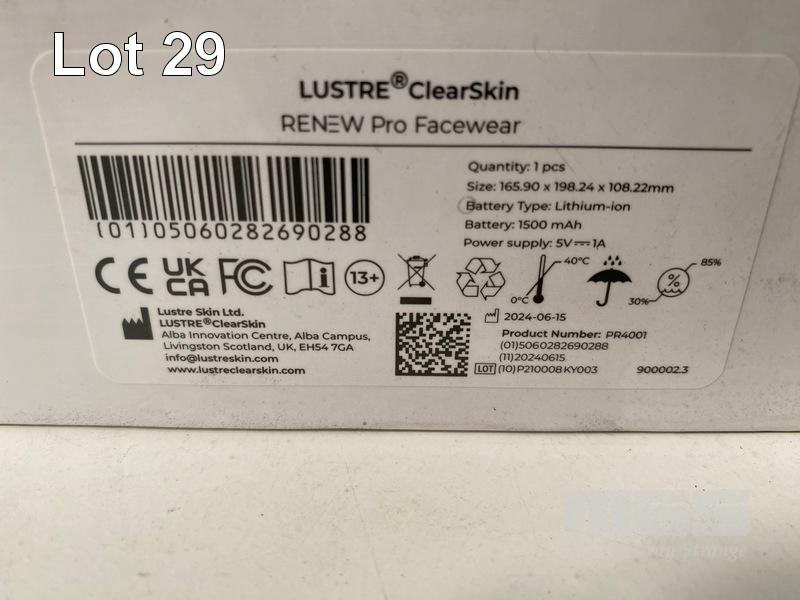 Lot 29
LUSTRE® ClearSkin
RENEW Pro Facewear
Quantity: 1 pcs
Size: 165.90 x 198.24 x 108.22mm
Battery Type: Lithium-ion
Battery: 1500 mAh
Power supply: 5V⎓1A
(01)05060282690288
CE UKCA FC i 13+
40°C
0°C
85%
%
30%
Lustre Skin Ltd.
LUSTRE®ClearSkin
Alba Innovation Centre, Alba Campus,
Livingston Scotland, UK, EH54 7GA
info@lustreskin.com
www.lustreclearskin.com
2024-06-15
Product Number: PR4001
(01)5060282690288
(11)20240615
LOT (10)P210008KY003
900002.3
Strange